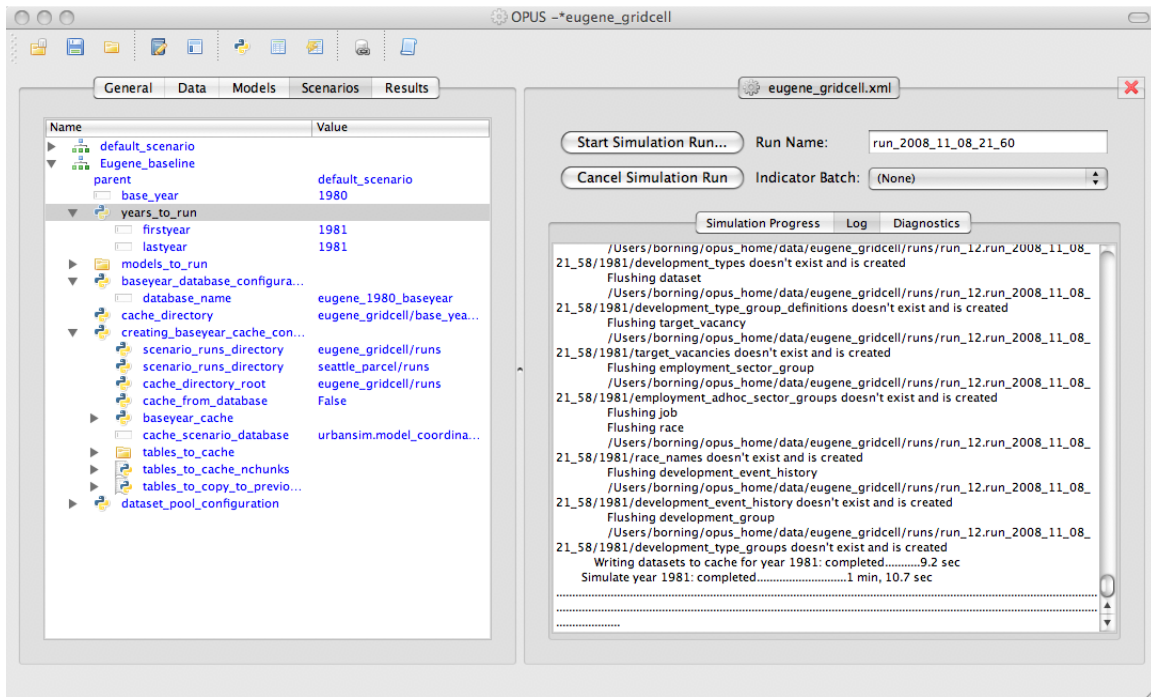 OPUS –*eugene_gridcell
General Data Models Scenarios Results
Name Value
default_scenario
Eugene_baseline
parent default_scenario
base_year 1980
years_to_run
firstyear 1981
lastyear 1981
models_to_run
baseyear_database_configura...
database_name eugene_1980_baseyear
cache_directory eugene_gridcell/base_yea...
creating_baseyear_cache_con...
scenario_runs_directory eugene_gridcell/runs
scenario_runs_directory seattle_parcel/runs
cache_directory_root eugene_gridcell/runs
cache_from_database False
baseyear_cache
cache_scenario_database urbansim.model_coordina...
tables_to_cache
tables_to_cache_nchunks
tables_to_copy_to_previo...
dataset_pool_configuration
eugene_gridcell.xml
Start Simulation Run... Run Name: run_2008_11_08_21_60
Cancel Simulation Run Indicator Batch: (None)
Simulation Progress Log Diagnostics
/Users/borning/opus_home/data/eugene_gridcell/runs/run_12.run_2008_11_08_
21_58/1981/development_types doesn't exist and is created
Flushing dataset
/Users/borning/opus_home/data/eugene_gridcell/runs/run_12.run_2008_11_08_
21_58/1981/development_type_group_definitions doesn't exist and is created
Flushing target_vacancy
/Users/borning/opus_home/data/eugene_gridcell/runs/run_12.run_2008_11_08_
21_58/1981/target_vacancies doesn't exist and is created
Flushing employment_sector_group
/Users/borning/opus_home/data/eugene_gridcell/runs/run_12.run_2008_11_08_
21_58/1981/employment_adhoc_sector_groups doesn't exist and is created
Flushing job
Flushing race
/Users/borning/opus_home/data/eugene_gridcell/runs/run_12.run_2008_11_08_
21_58/1981/race_names doesn't exist and is created
Flushing development_event_history
/Users/borning/opus_home/data/eugene_gridcell/runs/run_12.run_2008_11_08_
21_58/1981/development_event_history doesn't exist and is created
Flushing development_group
/Users/borning/opus_home/data/eugene_gridcell/runs/run_12.run_2008_11_08_
21_58/1981/development_type_groups doesn't exist and is created
Writing datasets to cache for year 1981: completed...........9.2 sec
Simulate year 1981: completed............................1 min, 10.7 sec